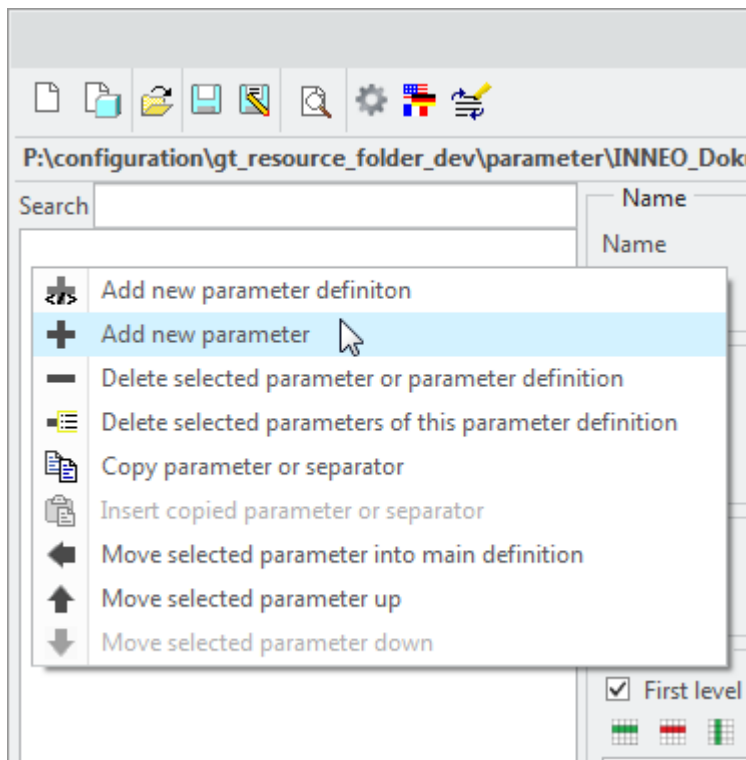 P:\configuration\gt_resource_folder_dev\parameter\INNEO_Dok
Search
Name
Name
Add new parameter definiton
Add new parameter
Delete selected parameter or parameter definition
Delete selected parameters of this parameter definition
Copy parameter or separator
Insert copied parameter or separator
Move selected parameter into main definition
Move selected parameter up
Move selected parameter down
First level